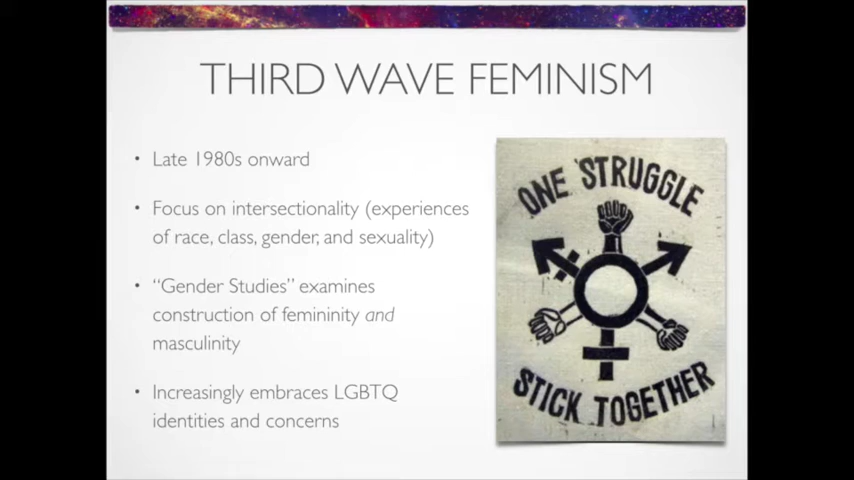 THIRD WAVE FEMINISM
• Late 1980s onward
• Focus on intersectionality (experiences
of race, class, gender, and sexuality)
• “Gender Studies” examines
construction of femininity and
masculinity
• Increasingly embraces LGBTQ
identities and concerns
ONE STRUGGLE
STICK TOGETHER